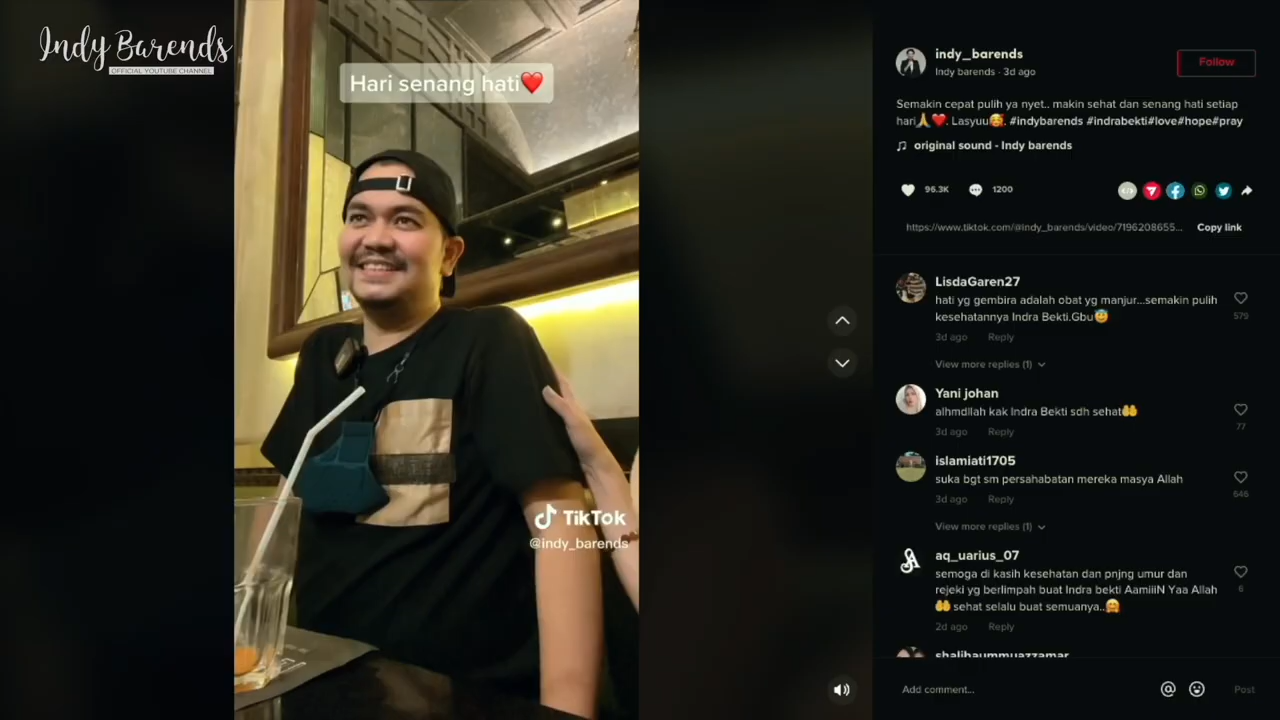 Indy Barends
OFFICIAL YOUTUBE CHANNEL
Hari senang hati❤️
TikTok
@indy_barends
indy_barends
Indy barends · 3d ago
Follow
Semakin cepat pulih ya nyet.. makin sehat dan senang hati setiap
hari🙏❤️. Lasyuu🥰. #indybarends #indrabekti#love#hope#pray
original sound - Indy barends
96.3K
1200
https://www.tiktok.com/@indy_barends/video/7196208655...
Copy link
LisdaGaren27
hati yg gembira adalah obat yg manjur...semakin pulih
kesehatannya Indra Bekti.Gbu😇
579
3d ago
Reply
View more replies (1)
Yani johan
alhmdllah kak Indra Bekti sdh sehat🤲
77
3d ago
Reply
islamiati1705
suka bgt sm persahabatan mereka masya Allah
646
3d ago
Reply
View more replies (1)
aq_uarius_07
semoga di kasih kesehatan dan pnjng umur dan
rejeki yg berlimpah buat Indra bekti AamiiiN Yaa Allah
🤲 sehat selalu buat semuanya..🤗
6
2d ago
Reply
shalihaummuazzamar
Add comment...
Post